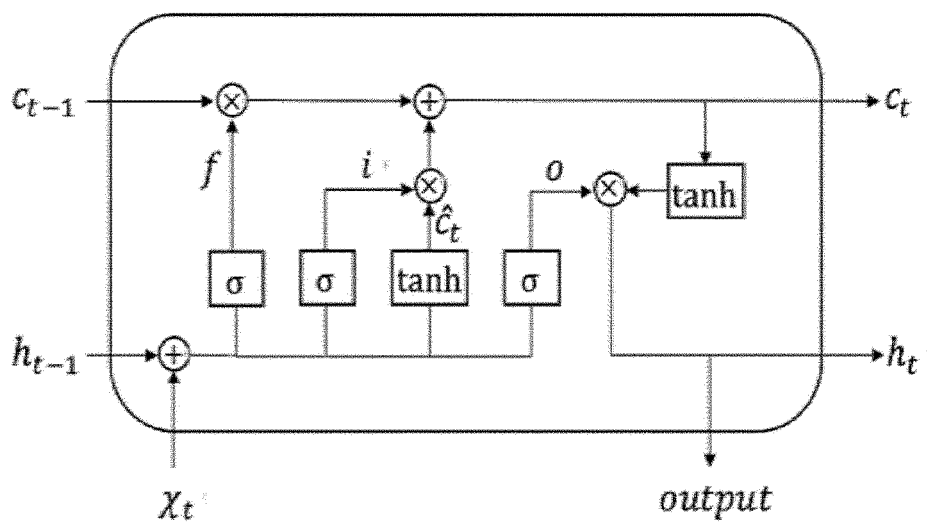 c_{t−1} × + c_t
f i × o × tanh
ĉ_t
σ σ tanh σ
h_{t−1} + h_t
χ_t output